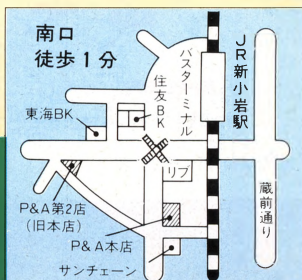 南口
徒歩1分
バスターミナル
JR新小岩駅
住友BK
東海BK
リブ
蔵前通り
P&A第2店
(旧本店)
P&A本店
サンチェーン